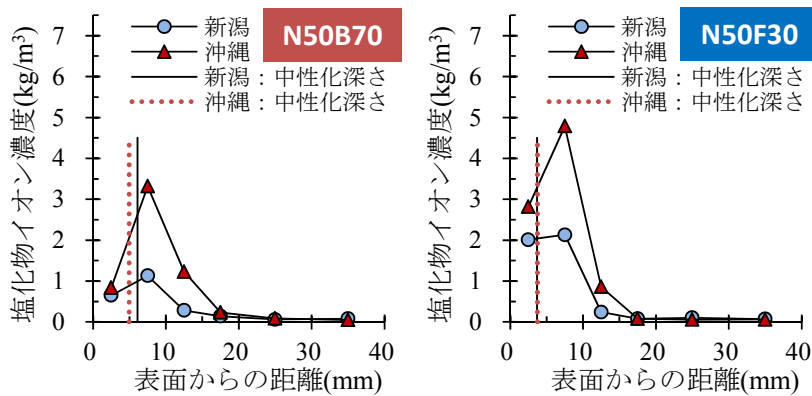 塩化物イオン濃度(kg/m³)
7
6
5
4
3
2
1
0
新潟
沖縄
新潟：中性化深さ
沖縄：中性化深さ
N50B70
0 10 20 30 40
表面からの距離(mm)
塩化物イオン濃度(kg/m³)
7
6
5
4
3
2
1
0
新潟
沖縄
新潟：中性化深さ
沖縄：中性化深さ
N50F30
0 10 20 30 40
表面からの距離(mm)